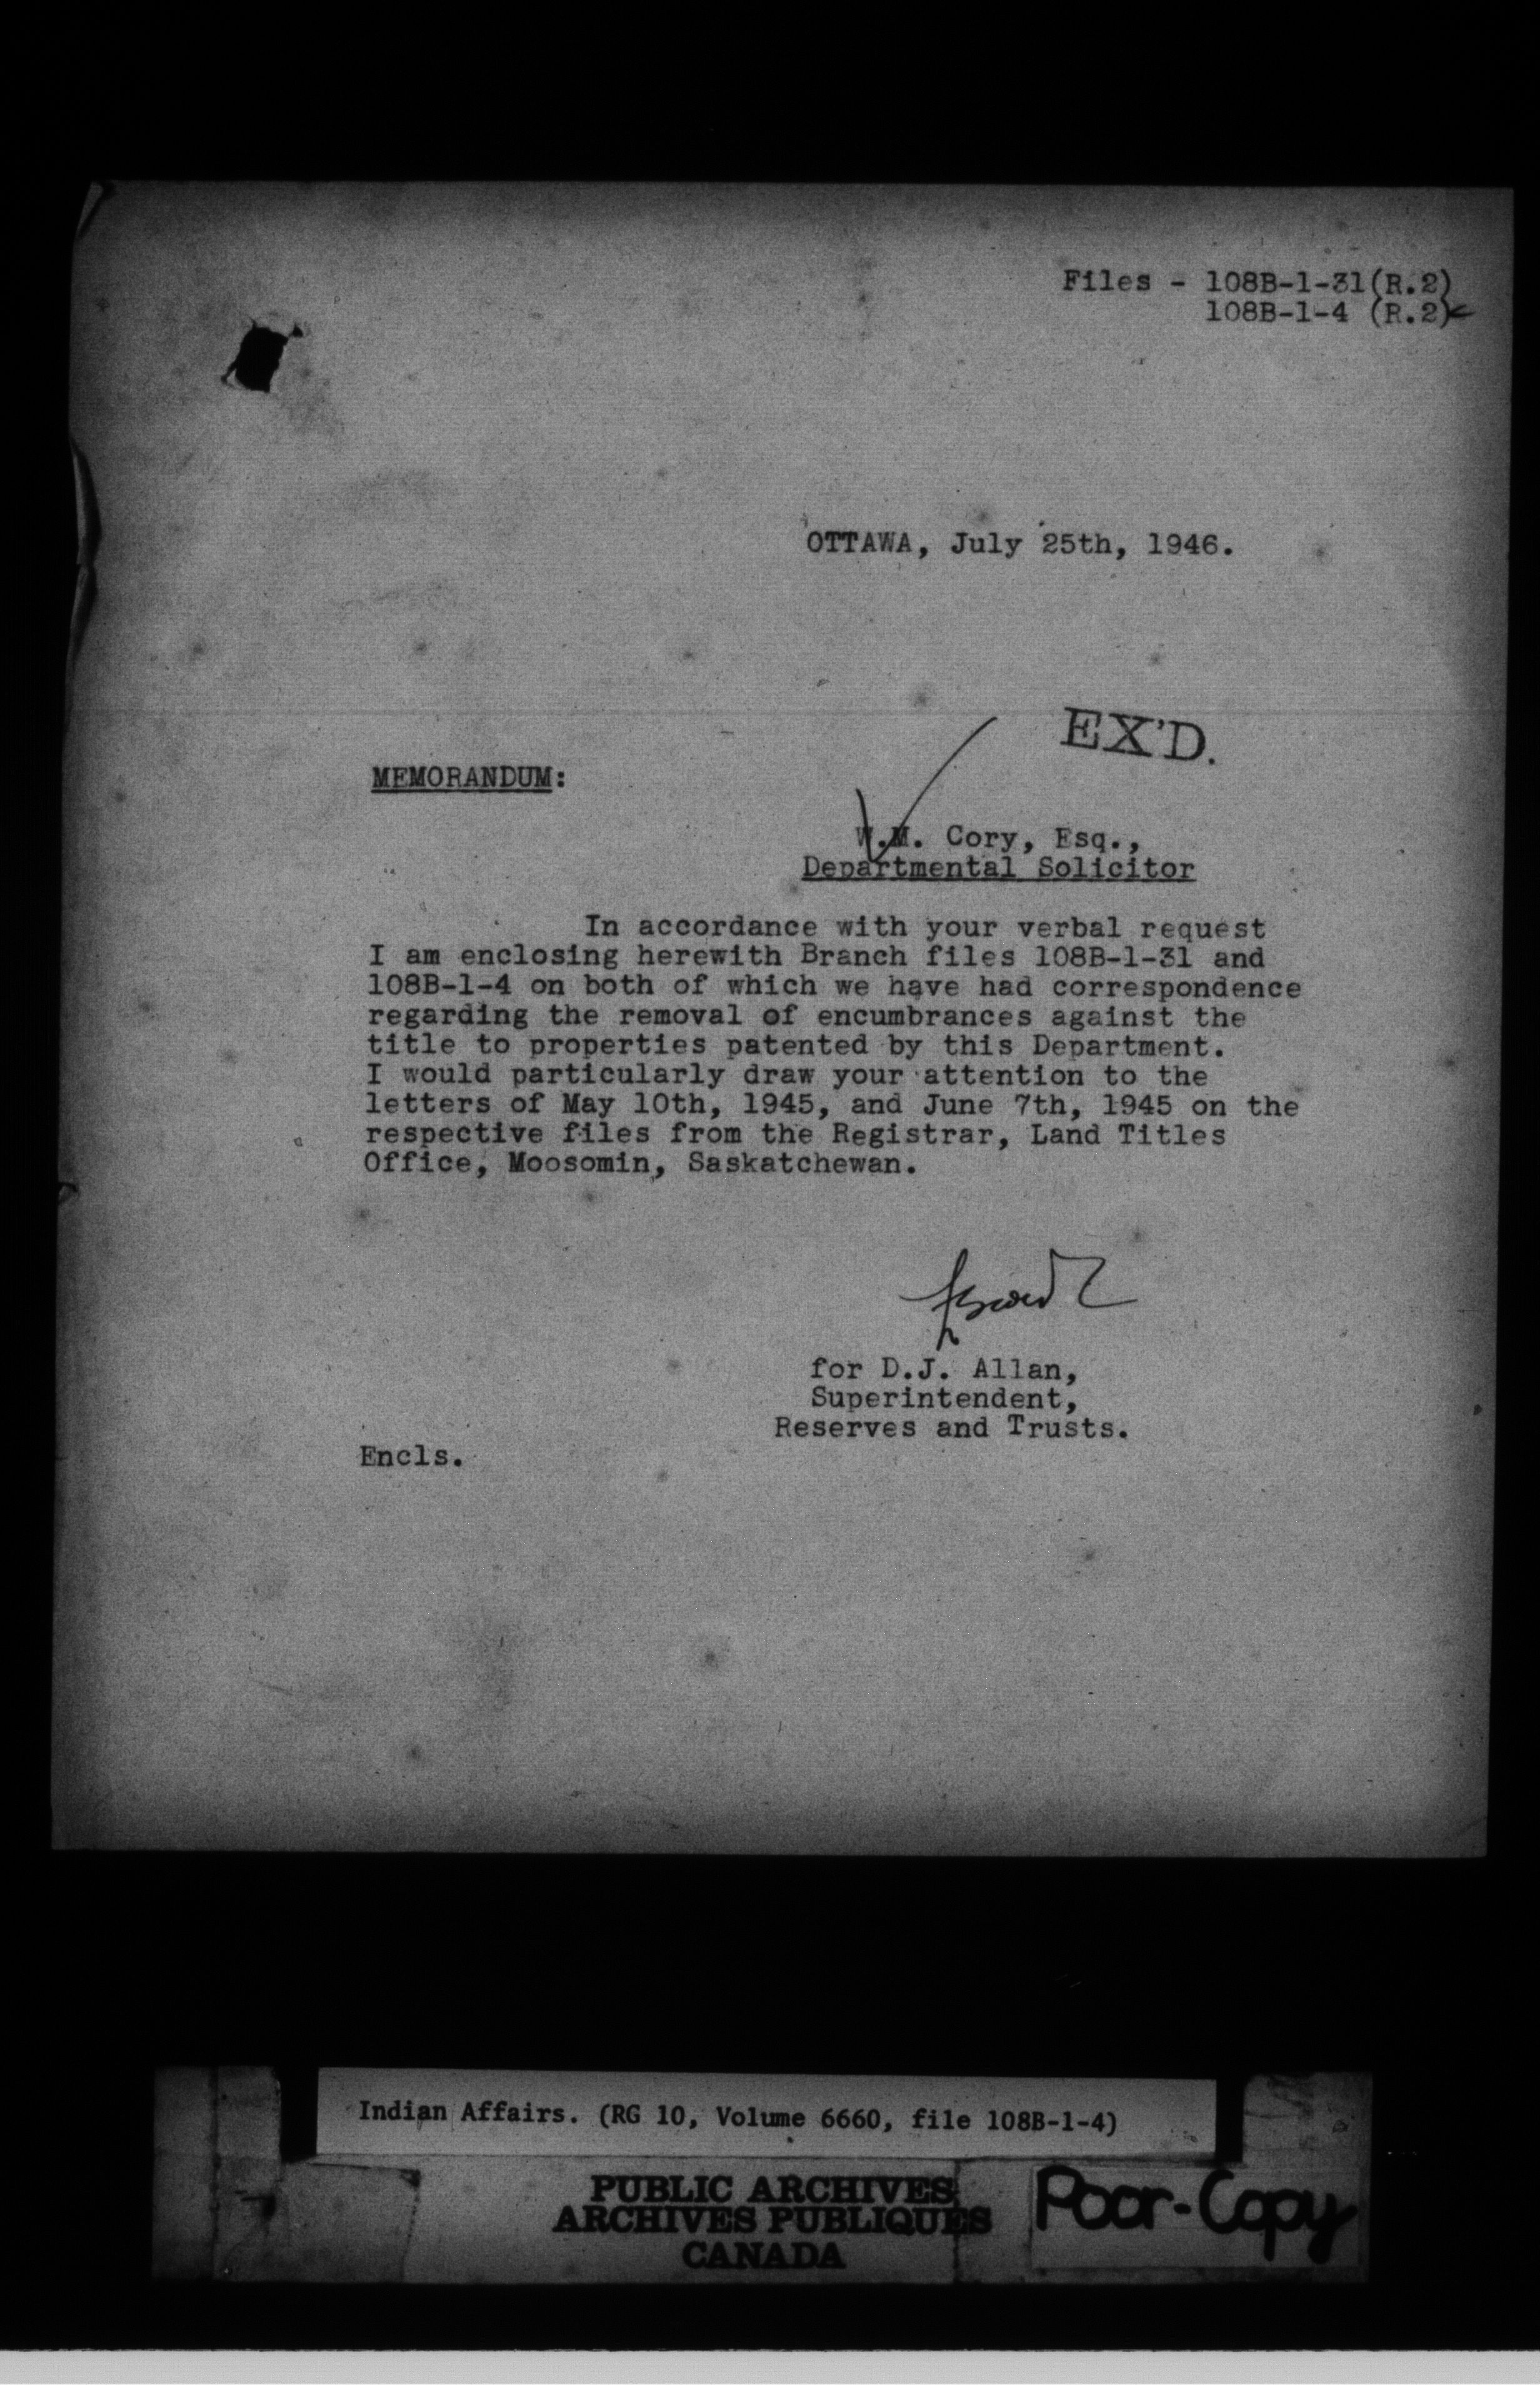 Files - 108B-1-31(R.2)
108B-1-4 (R.2)
OTTAWA, July 25th, 1946.
EX'D.
MEMORANDUM:
W.M. Cory, Esq.,
Departmental Solicitor
In accordance with your verbal request
I am enclosing herewith Branch files 108B-1-31 and
108B-1-4 on both of which we have had correspondence
regarding the removal of encumbrances against the
title to properties patented by this Department.
I would particularly draw your attention to the
letters of May 10th, 1945, and June 7th, 1945 on the
respective files from the Registrar, Land Titles
Office, Moosomin, Saskatchewan.
for D.J. Allan,
Superintendent,
Reserves and Trusts.
Encls.
Indian Affairs. (RG 10, Volume 6660, file 108B-1-4)
PUBLIC ARCHIVES
ARCHIVES PUBLIQUES
CANADA
Poor-Copy